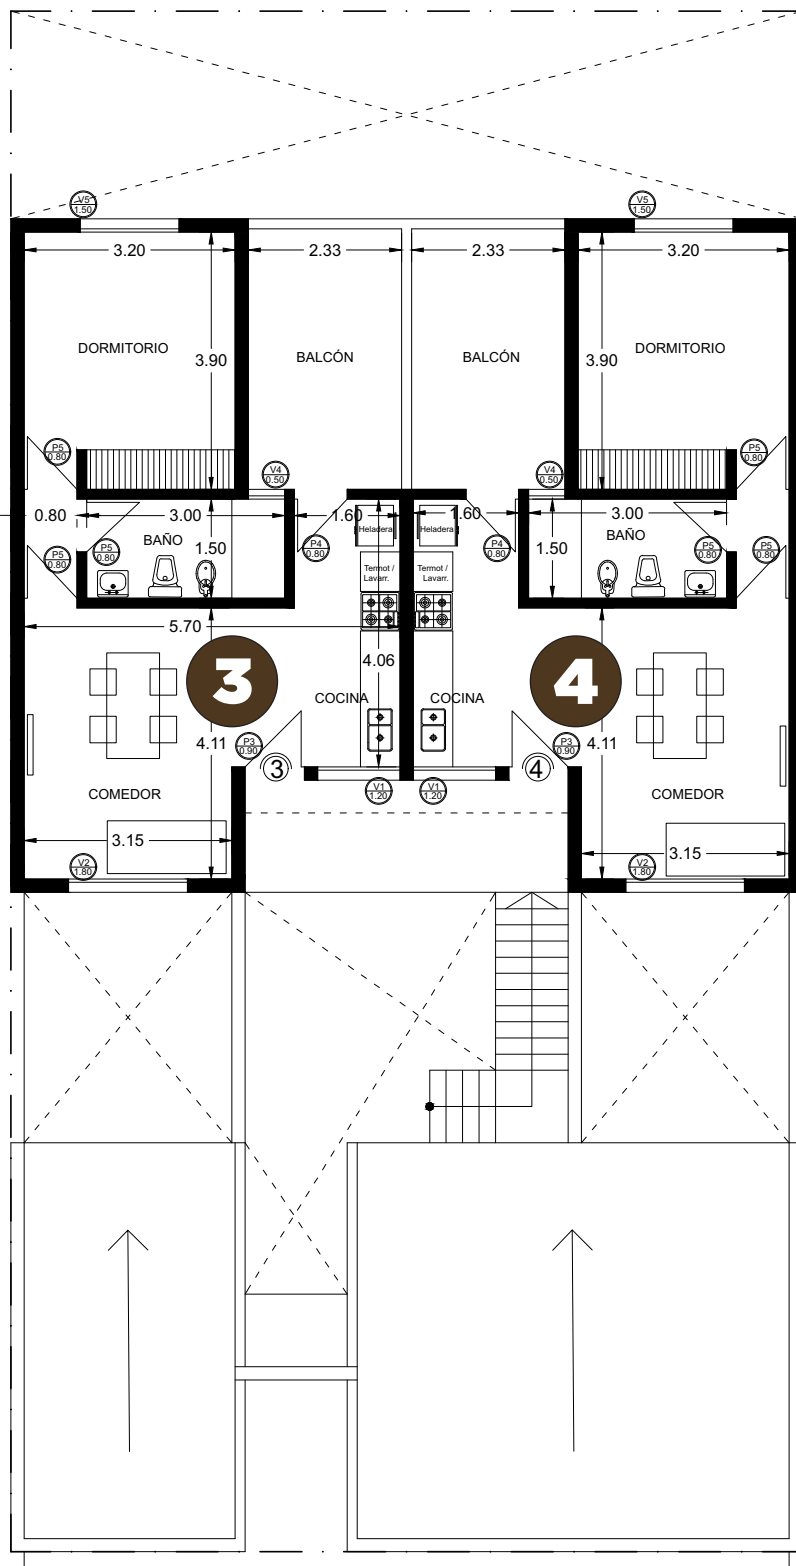 V5
1.50
V5
1.50
3.20
2.33
2.33
3.20
DORMITORIO
BALCÓN
BALCÓN
DORMITORIO
3.90
3.90
P5
0.80
P5
0.80
V4
0.50
V4
0.50
0.80
3.00
1.60
1.60
3.00
Heladera
Heladera
BAÑO
1.50
1.50
BAÑO
P5
0.80
P5
0.80
P4
0.80
P4
0.80
P5
0.80
P5
0.80
Termot /
Lavarr.
Termot /
Lavarr.
5.70
4.06
3
4
COCINA
COCINA
4.11
P3
0.90
P3
0.90
4.11
3
4
COMEDOR
V1
1.20
V1
1.20
COMEDOR
3.15
3.15
V2
1.80
V2
1.80